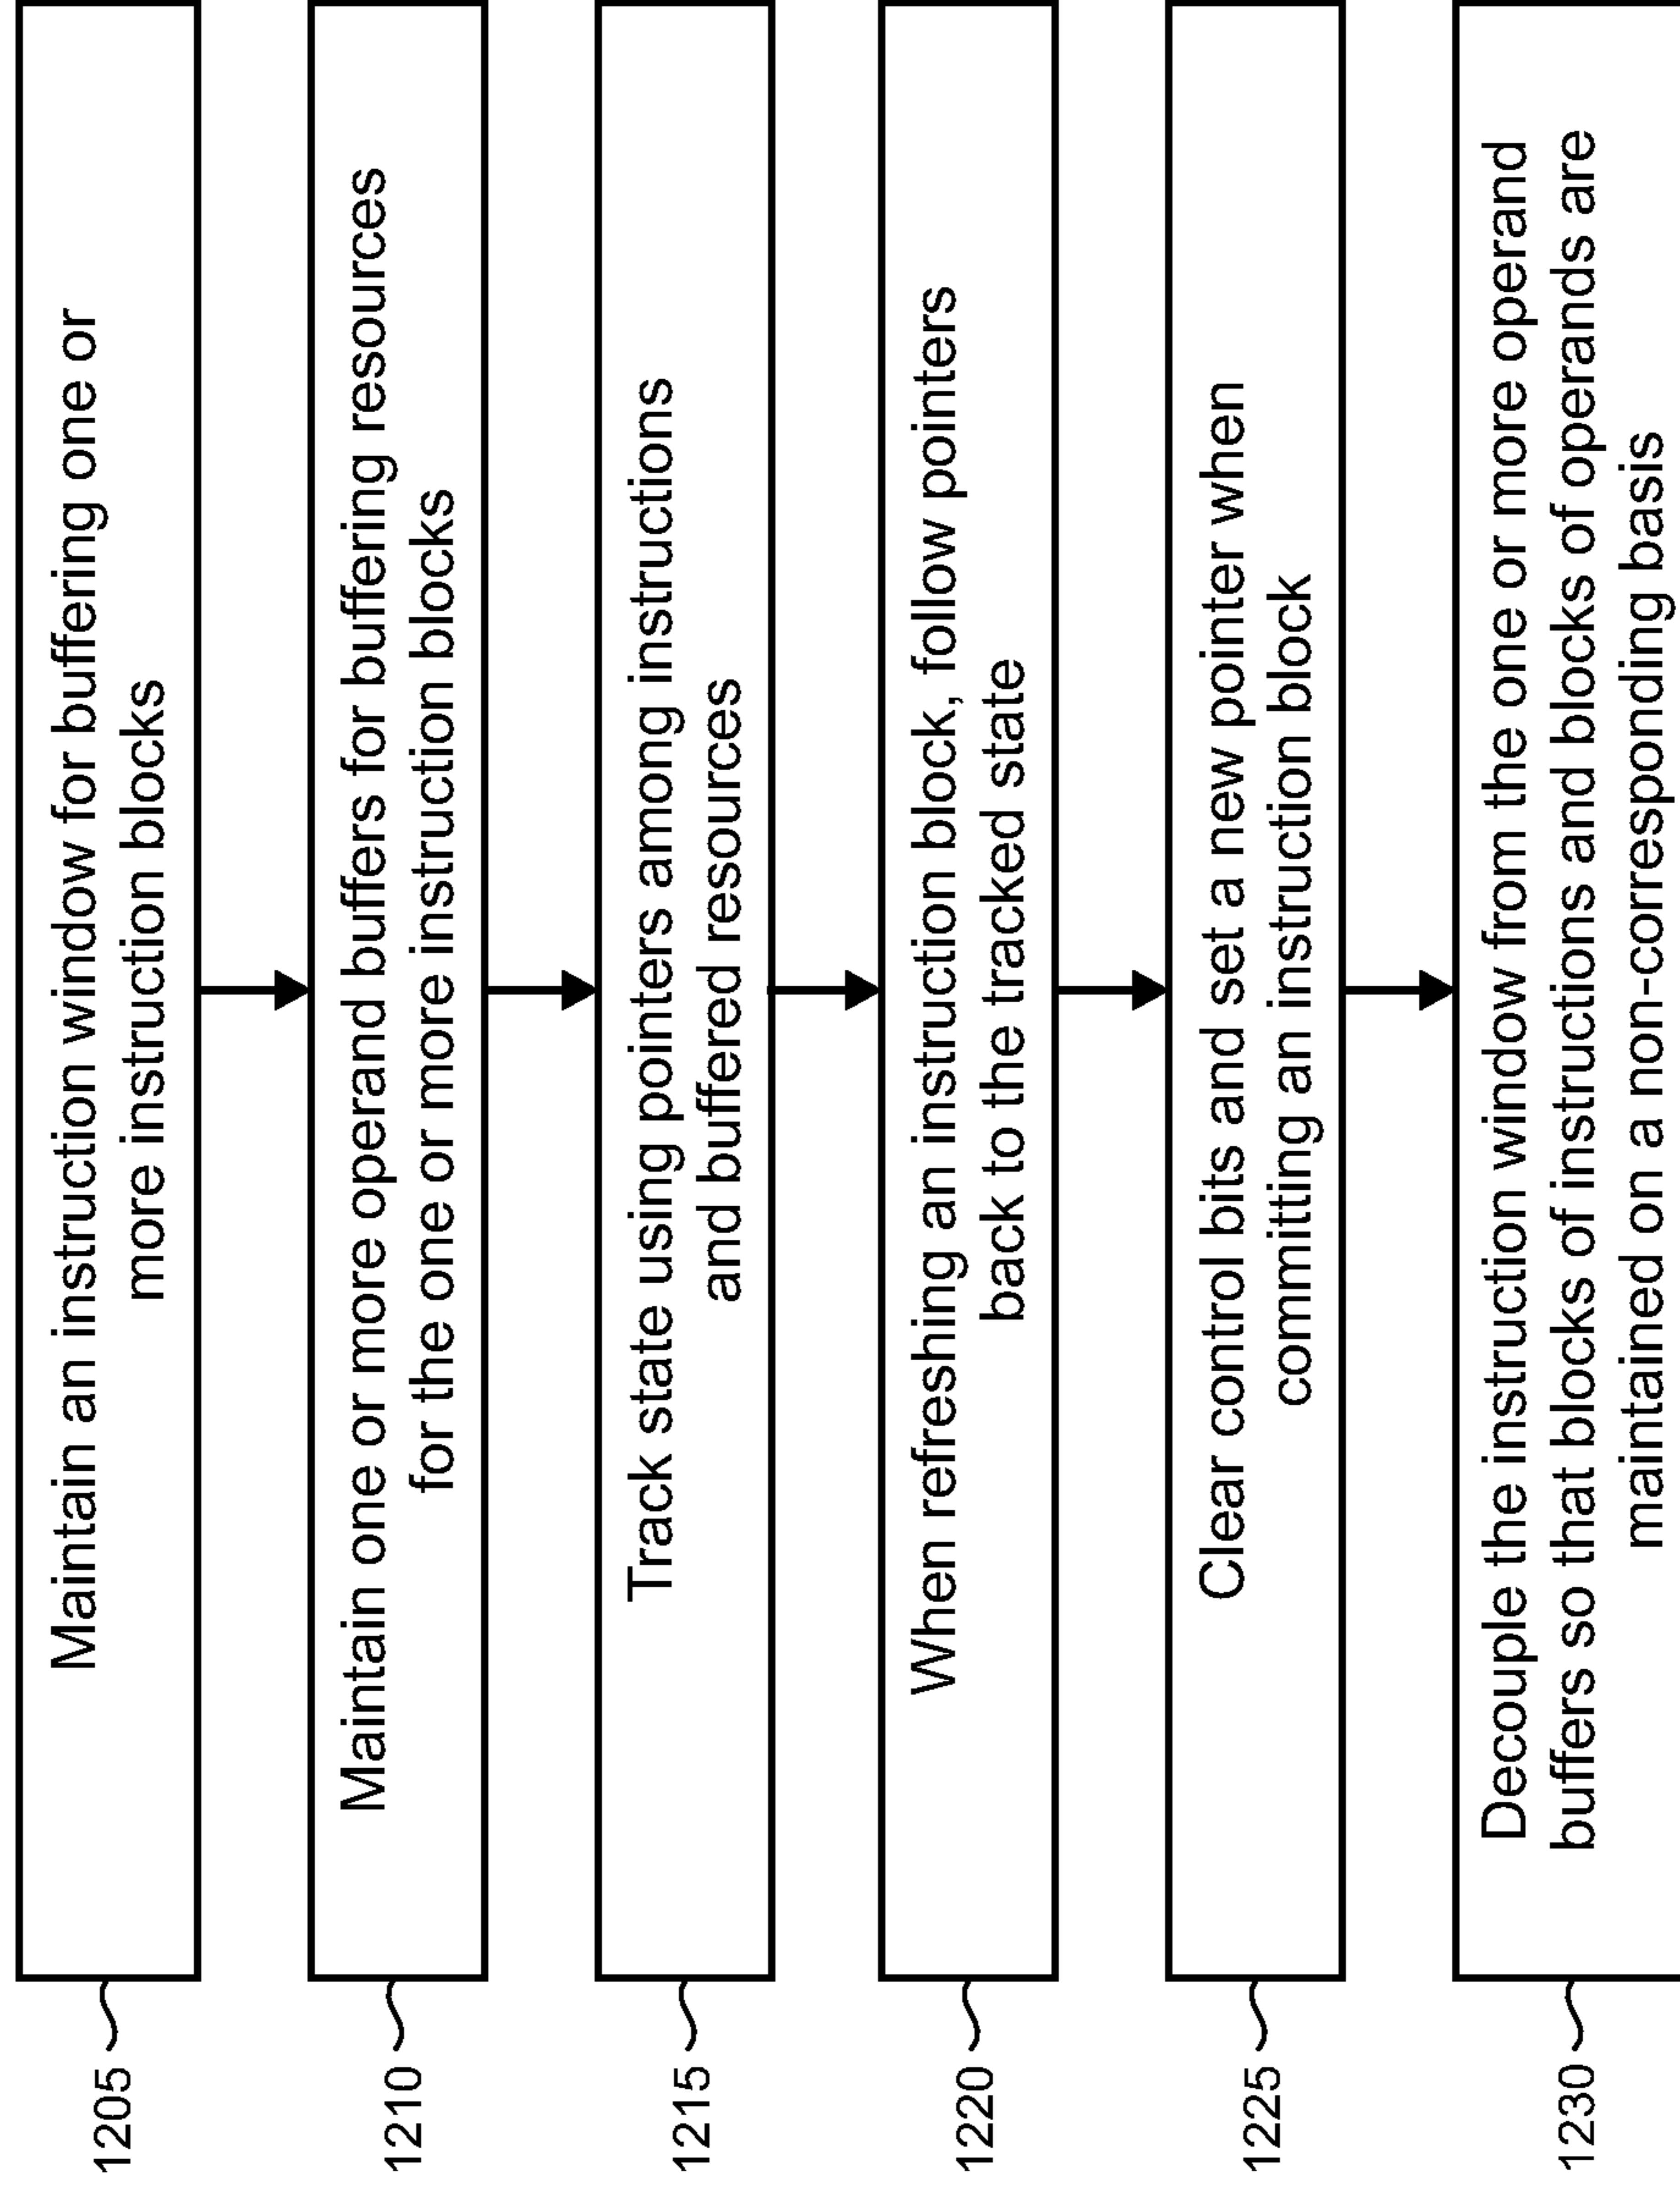 1205
Maintain an instruction window for buffering one or
more instruction blocks
1210
Maintain one or more operand buffers for buffering resources
for the one or more instruction blocks
1215
Track state using pointers among instructions
and buffered resources
1220
When refreshing an instruction block, follow pointers
back to the tracked state
1225
Clear control bits and set a new pointer when
committing an instruction block
1230
Decouple the instruction window from the one or more operand
buffers so that blocks of instructions and blocks of operands are
maintained on a non-corresponding basis